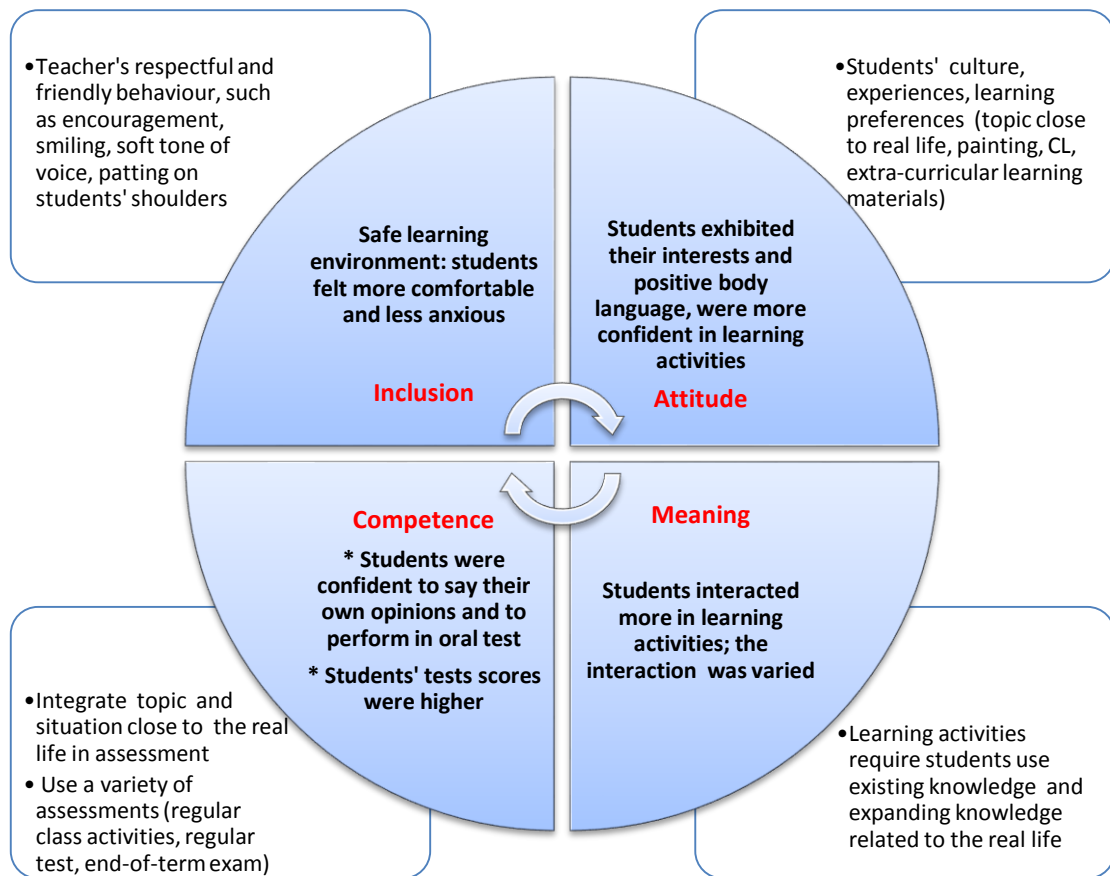 •Teacher's respectful and
friendly behaviour, such
as encouragement,
smiling, soft tone of
voice, patting on
students' shoulders
•Students' culture,
experiences, learning
preferences (topic close
to real life, painting, CL,
extra-curricular learning
materials)
Safe learning
environment: students
felt more comfortable
and less anxious
Inclusion
Students exhibited
their interests and
positive body
language, were more
confident in learning
activities
Attitude
Competence
* Students were
confident to say their
own opinions and to
perform in oral test
* Students' tests scores
were higher
Meaning
Students interacted
more in learning
activities; the
interaction was varied
•Integrate topic and
situation close to the real
life in assessment
• Use a variety of
assessments (regular
class activities, regular
test, end-of-term exam)
•Learning activities
require students use
existing knowledge and
expanding knowledge
related to the real life